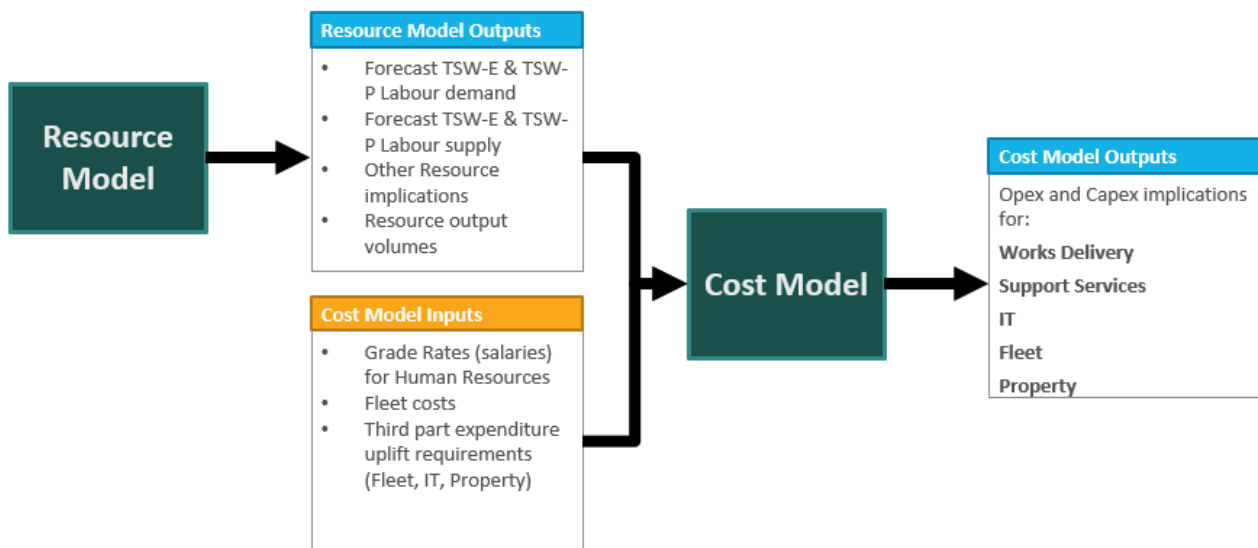 Resource
Model
Resource Model Outputs
• Forecast TSW-E & TSW-
P Labour demand
• Forecast TSW-E & TSW-
P Labour supply
• Other Resource
implications
• Resource output
volumes
Cost Model Inputs
• Grade Rates (salaries)
for Human Resources
• Fleet costs
• Third part expenditure
uplift requirements
(Fleet, IT, Property)
Cost Model
Cost Model Outputs
Opex and Capex implications
for:
Works Delivery
Support Services
IT
Fleet
Property